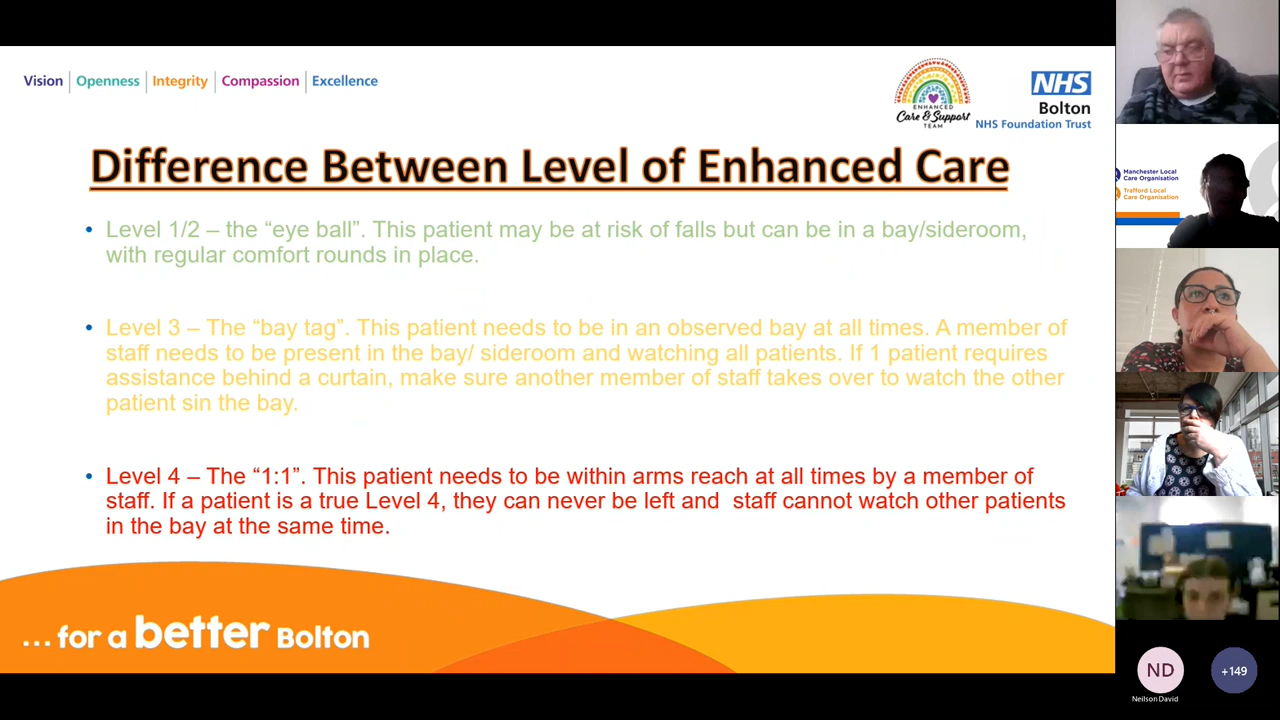 Vision Openness Integrity Compassion Excellence
ENHANCED
Care & Support
TEAM
NHS
Bolton
NHS Foundation Trust
Difference Between Level of Enhanced Care
• Level 1/2 – the “eye ball”. This patient may be at risk of falls but can be in a bay/sideroom,
with regular comfort rounds in place.
• Level 3 – The “bay tag”. This patient needs to be in an observed bay at all times. A member of
staff needs to be present in the bay/ sideroom and watching all patients. If 1 patient requires
assistance behind a curtain, make sure another member of staff takes over to watch the other
patient sin the bay.
• Level 4 – The “1:1”. This patient needs to be within arms reach at all times by a member of
staff. If a patient is a true Level 4, they can never be left and  staff cannot watch other patients
in the bay at the same time.
...for a better Bolton
Manchester Local
Care Organisation
Trafford Local
Care Organisation
ND
Neilson David
+149